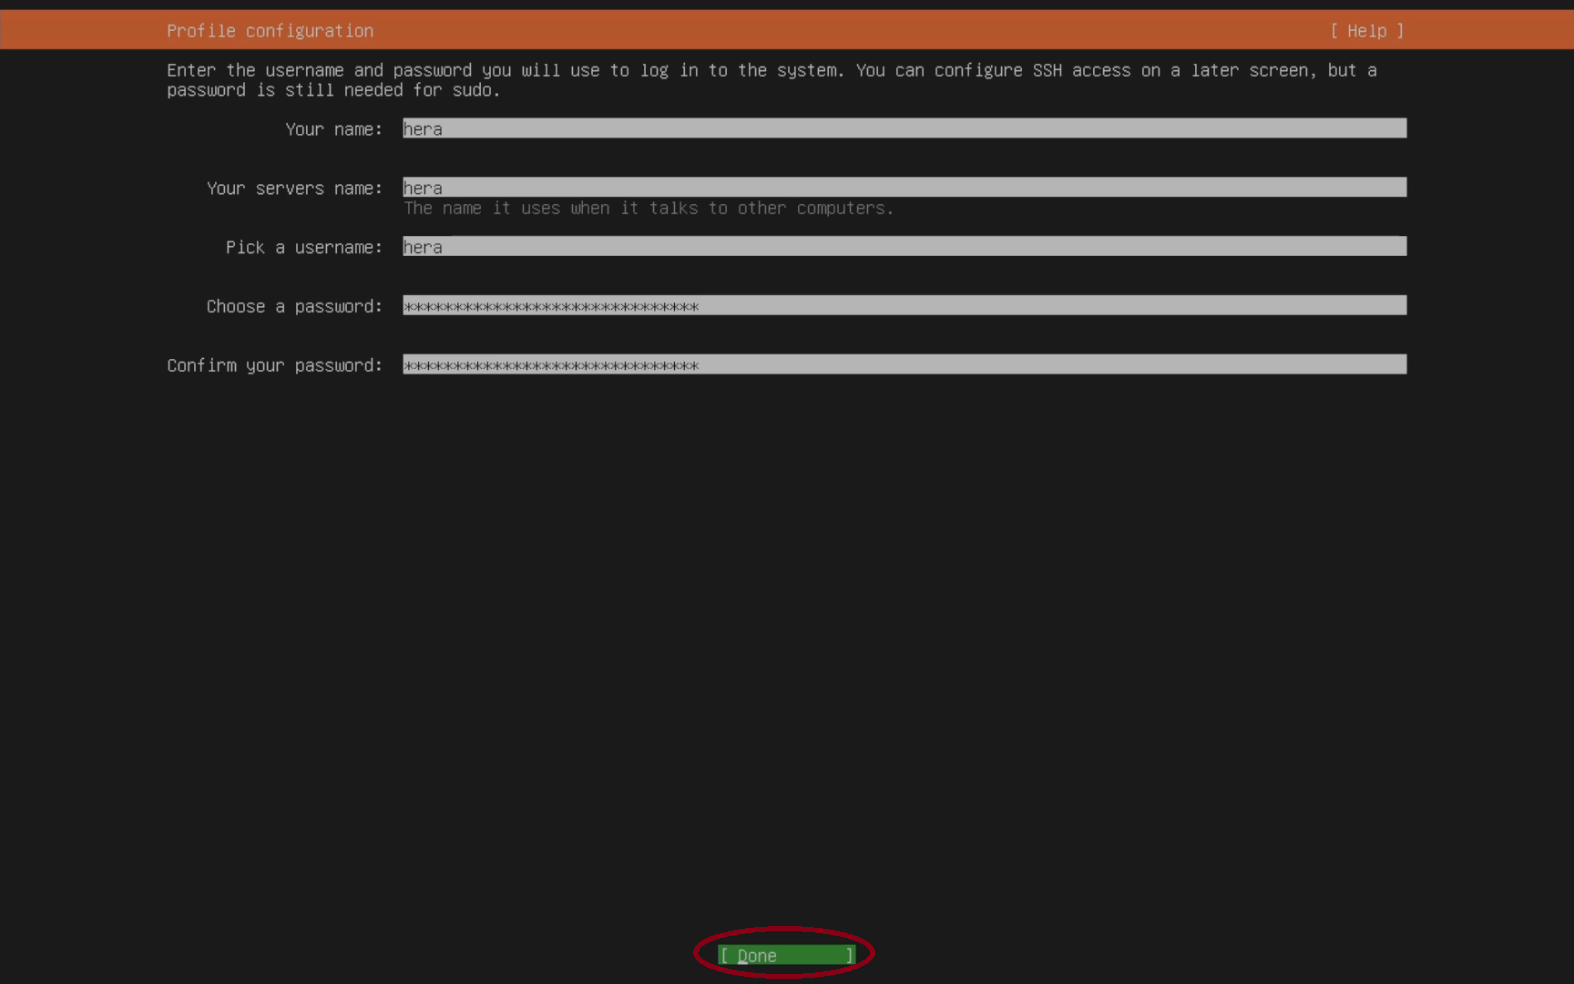 Profile configuration [ Help ]
Enter the username and password you will use to log in to the system. You can configure SSH access on a later screen, but a
password is still needed for sudo.
Your name: hera
Your servers name: hera
The name it uses when it talks to other computers.
Pick a username: hera
Choose a password: ******************************
Confirm your password: ******************************
[ Done ]